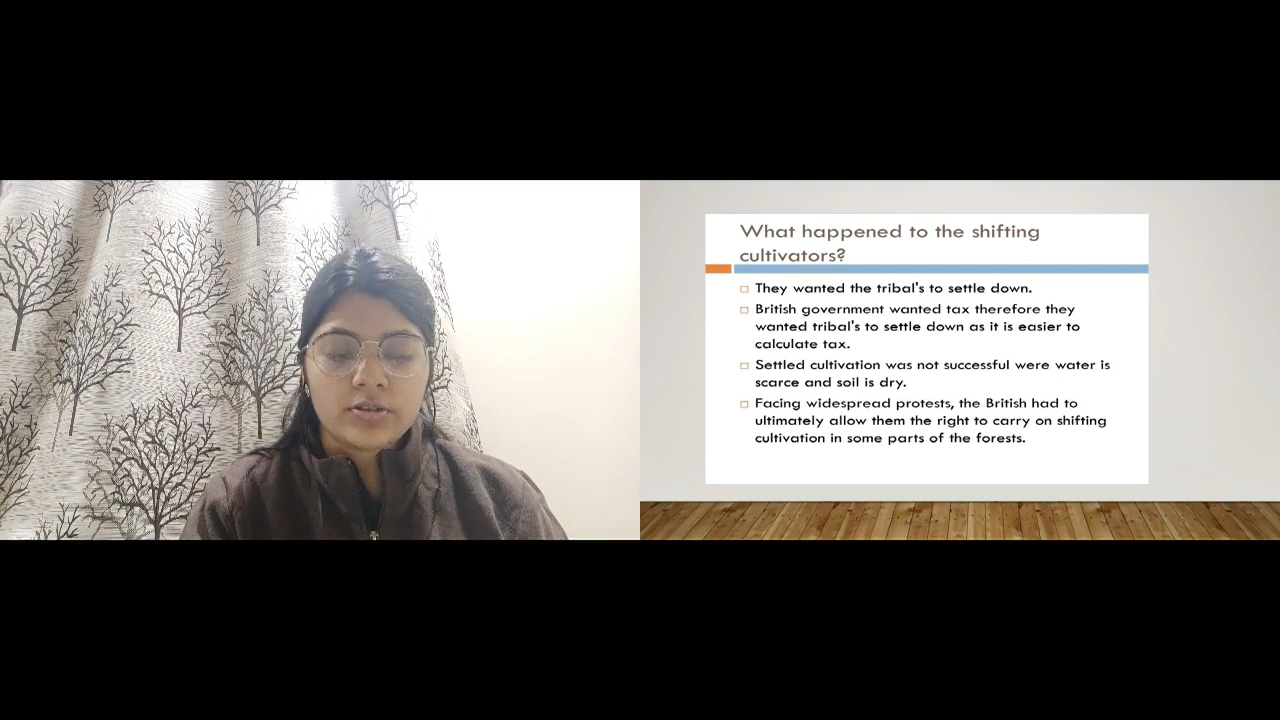 What happened to the shifting
cultivators?
They wanted the tribal's to settle down.
British government wanted tax therefore they
wanted tribal's to settle down as it is easier to
calculate tax.
Settled cultivation was not successful were water is
scarce and soil is dry.
Facing widespread protests, the British had to
ultimately allow them the right to carry on shifting
cultivation in some parts of the forests.